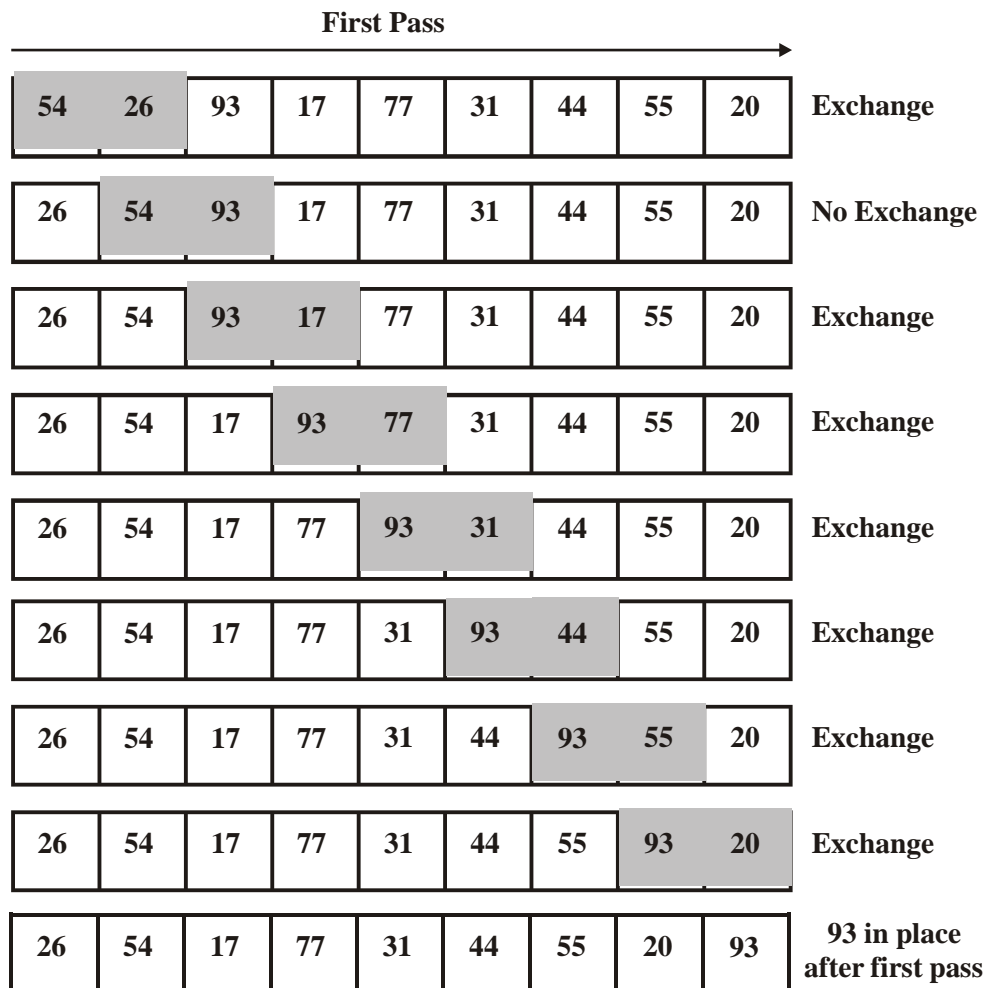 First Pass
54 26 93 17 77 31 44 55 20 Exchange
26 54 93 17 77 31 44 55 20 No Exchange
26 54 93 17 77 31 44 55 20 Exchange
26 54 17 93 77 31 44 55 20 Exchange
26 54 17 77 93 31 44 55 20 Exchange
26 54 17 77 31 93 44 55 20 Exchange
26 54 17 77 31 44 93 55 20 Exchange
26 54 17 77 31 44 55 93 20 Exchange
26 54 17 77 31 44 55 20 93 93 in place
after first pass